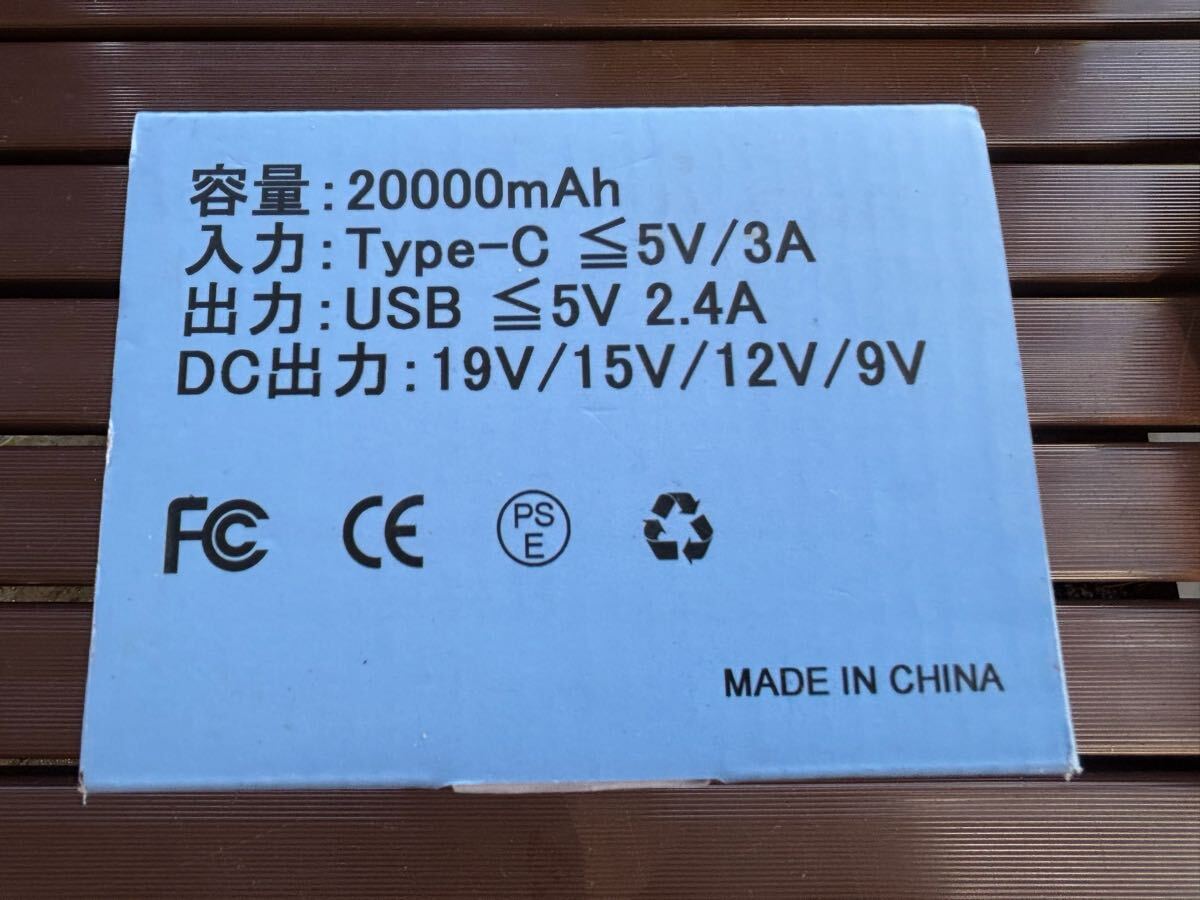 容量:20000mAh
入力:Type-C ≦5V/3A
出力:USB ≦5V 2.4A
DC出力:19V/15V/12V/9V
FC CE PSE
MADE IN CHINA